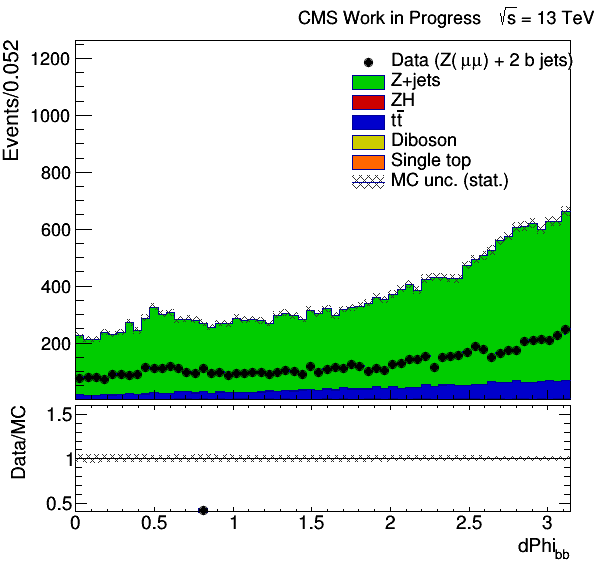 CMS Work in Progress √s = 13 TeV
Events/0.052
1200
1000
800
600
400
200
Data (Z(μμ) + 2 b jets)
Z+jets
ZH
tt̄
Diboson
Single top
MC unc. (stat.)
Data/MC
1.5
1
0.5
0 0.5 1 1.5 2 2.5 3
dPhi_bb